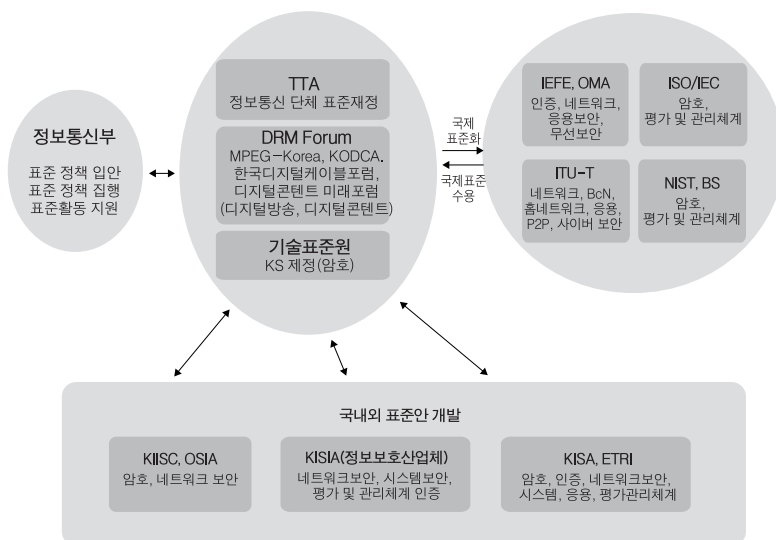 정보통신부
표준 정책 입안
표준 정책 집행
표준활동 지원
TTA
정보통신 단체 표준재정
DRM Forum
MPEG-Korea, KODCA.
한국디지털케이블포럼,
디지털콘텐트 미래포럼
(디지털방송, 디지털콘텐트)
기술표준원
KS 제정(암호)
국제
표준화
국제표준
수용
IEFE, OMA
인증, 네트워크,
응용보안,
무선보안
ISO/IEC
암호,
평가 및 관리체계
ITU-T
네트워크, BcN,
홈네트워크, 응용,
P2P, 사이버 보안
NIST, BS
암호,
평가 및 관리체계
국내외 표준안 개발
KIISC, OSIA
암호, 네트워크 보안
KISIA(정보보호산업체)
네트워크보안, 시스템보안,
평가 및 관리체계 인증
KISA, ETRI
암호, 인증, 네트워크보안,
시스템, 응용, 평가관리체계